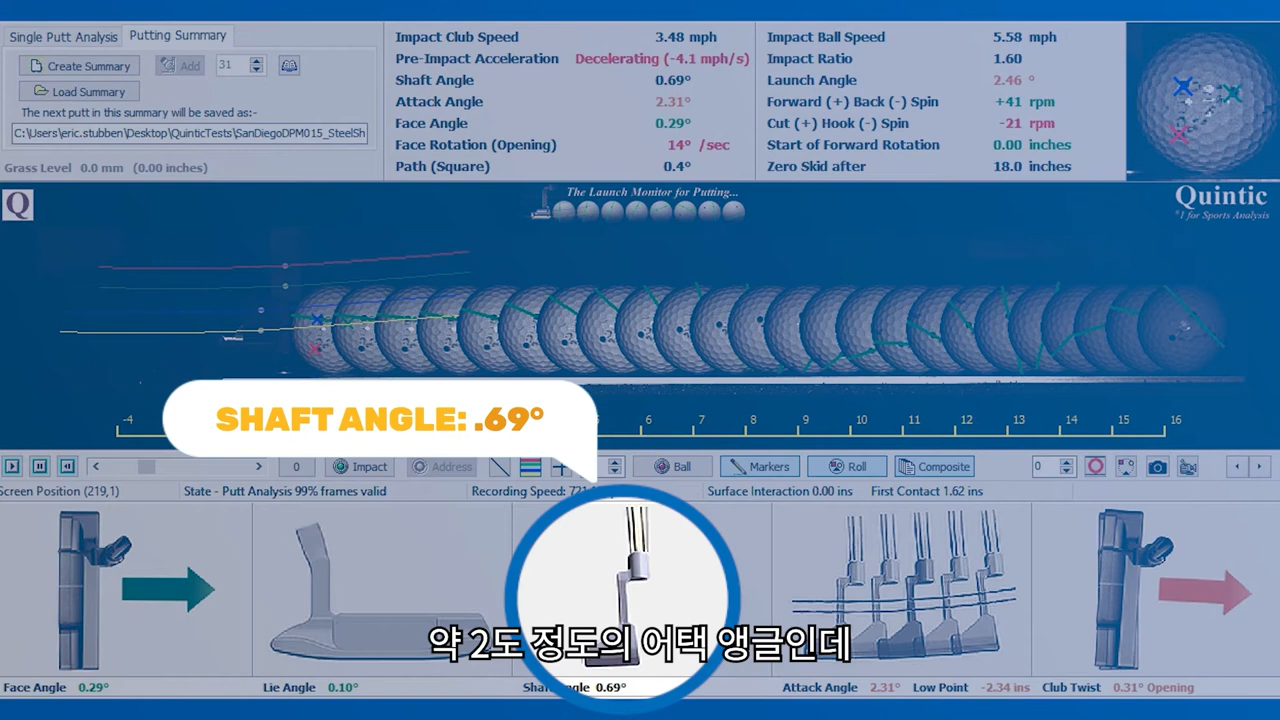 Single Putt Analysis
Putting Summary
Create Summary
Add
31
Load Summary
The next putt in this summary will be saved as:-
C:\Users\eric.stubben\Desktop\QuinticTests\SanDiegoDPM015_SteelSh
Grass Level 0.0 mm (0.00 inches)
Impact Club Speed 3.48 mph
Pre-Impact Acceleration Decelerating (-4.1 mph/s)
Shaft Angle 0.69°
Attack Angle 2.31°
Face Angle 0.29°
Face Rotation (Opening) 14° /sec
Path (Square) 0.4°
Impact Ball Speed 5.58 mph
Impact Ratio 1.60
Launch Angle 2.46 °
Forward (+) Back (-) Spin +41 rpm
Cut (+) Hook (-) Spin -21 rpm
Start of Forward Rotation 0.00 inches
Zero Skid after 18.0 inches
Q
The Launch Monitor for Putting...
Quintic
#1 for Sports Analysis
SHAFT ANGLE: .69°
-4 6 7 8 9 10 11 12 13 14 15 16
0 Impact Address Ball Markers Roll Composite 0
Screen Position (219,1) State - Putt Analysis 99% frames valid Recording Speed: Surface Interaction 0.00 ins First Contact 1.62 ins
약 2도 정도의 어택 앵글인데
Face Angle 0.29° Lie Angle 0.10° 0.69° Attack Angle 2.31° Low Point -2.34 ins Club Twist 0.31° Opening